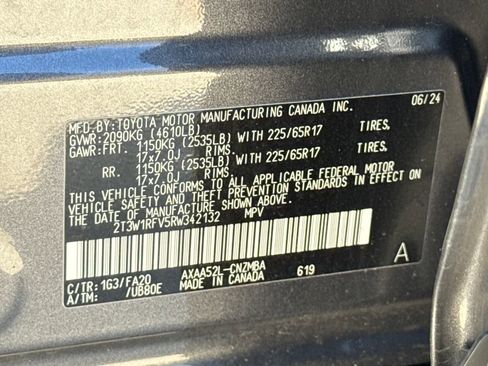 MFD.BY:TOYOTA MOTOR MANUFACTURING CANADA INC. 06/24
GVWR:2090KG (4610LB)
GAWR:FRT. 1150KG (2535LB) WITH 225/65R17 TIRES.
17x7.0J RIMS.
RR. 1150KG (2535LB) WITH 225/65R17 TIRES.
17x7.0J RIMS.
THIS VEHICLE CONFORMS TO ALL APPLICABLE FEDERAL MOTOR
VEHICLE SAFETY AND THEFT PREVENTION STANDARDS IN EFFECT ON
THE DATE OF MANUFACTURE SHOWN ABOVE.
2T3W1RFV5RW342132 MPV
C/TR: 1G3/FA20 AXAA52L-CNZMBA 619 A
A/TM: /UB80E MADE IN CANADA